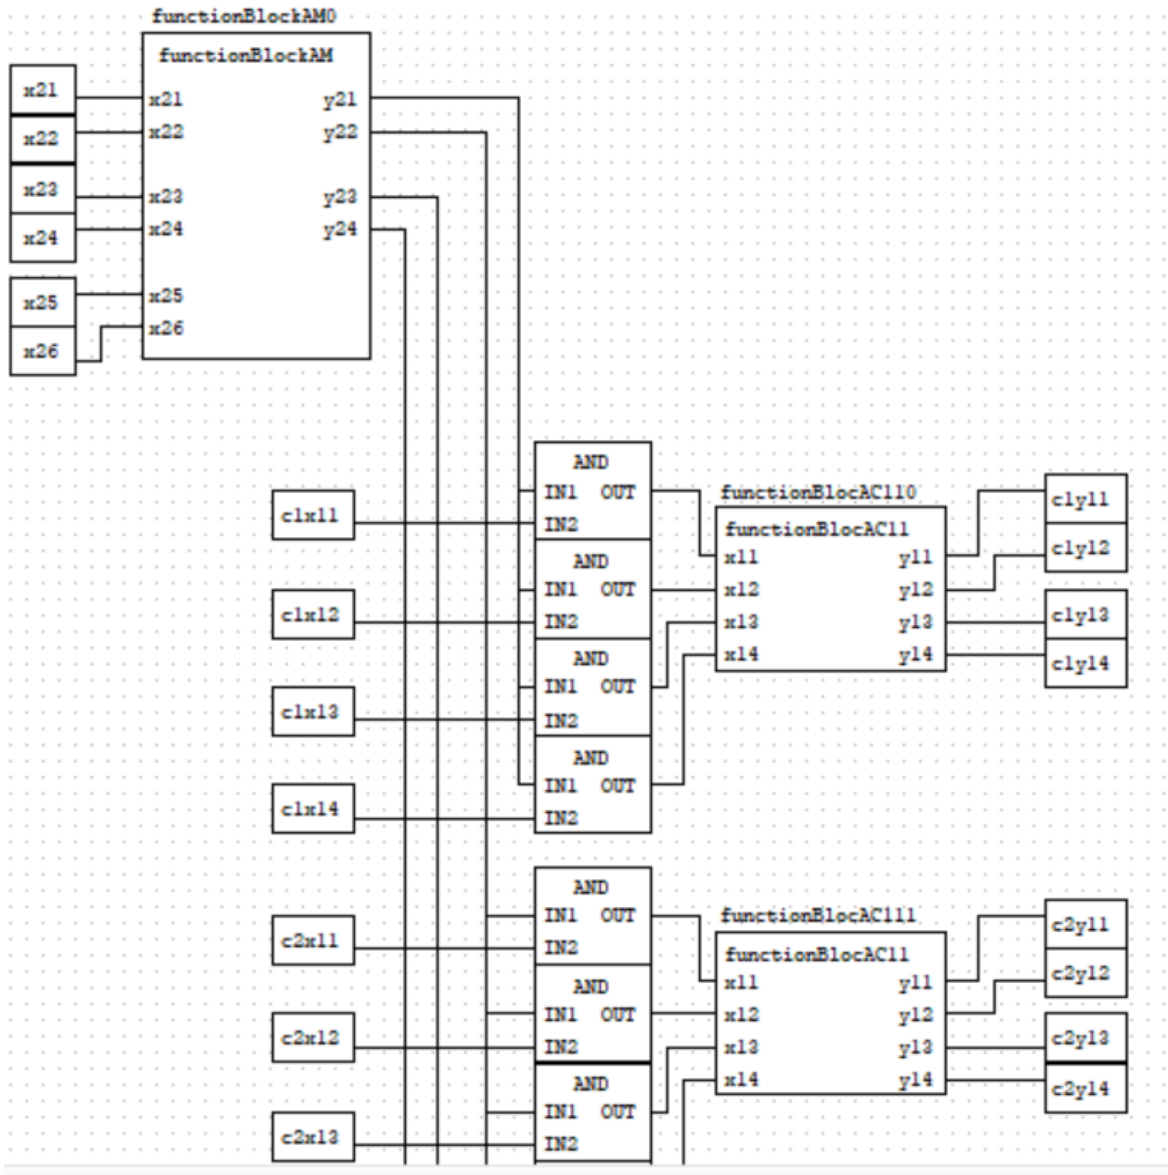 functionBlockAM0
functionBlockAM
x21
x21 y21
x22
x22 y22
x23
x23 y23
x24
x24 y24
x25
x25
x26
x26
AND
IN1 OUT
IN2
c1x11
functionBlocAC110
functionBlocAC11
x11 y11
x12 y12
x13 y13
x14 y14
c1y11
c1y12
c1y13
c1y14
AND
IN1 OUT
IN2
c1x12
AND
IN1 OUT
IN2
c1x13
AND
IN1 OUT
IN2
c1x14
AND
IN1 OUT
IN2
c2x11
functionBlocAC111
functionBlocAC11
x11 y11
x12 y12
x13 y13
x14 y14
c2y11
c2y12
c2y13
c2y14
AND
IN1 OUT
IN2
c2x12
AND
IN1 OUT
IN2
c2x13